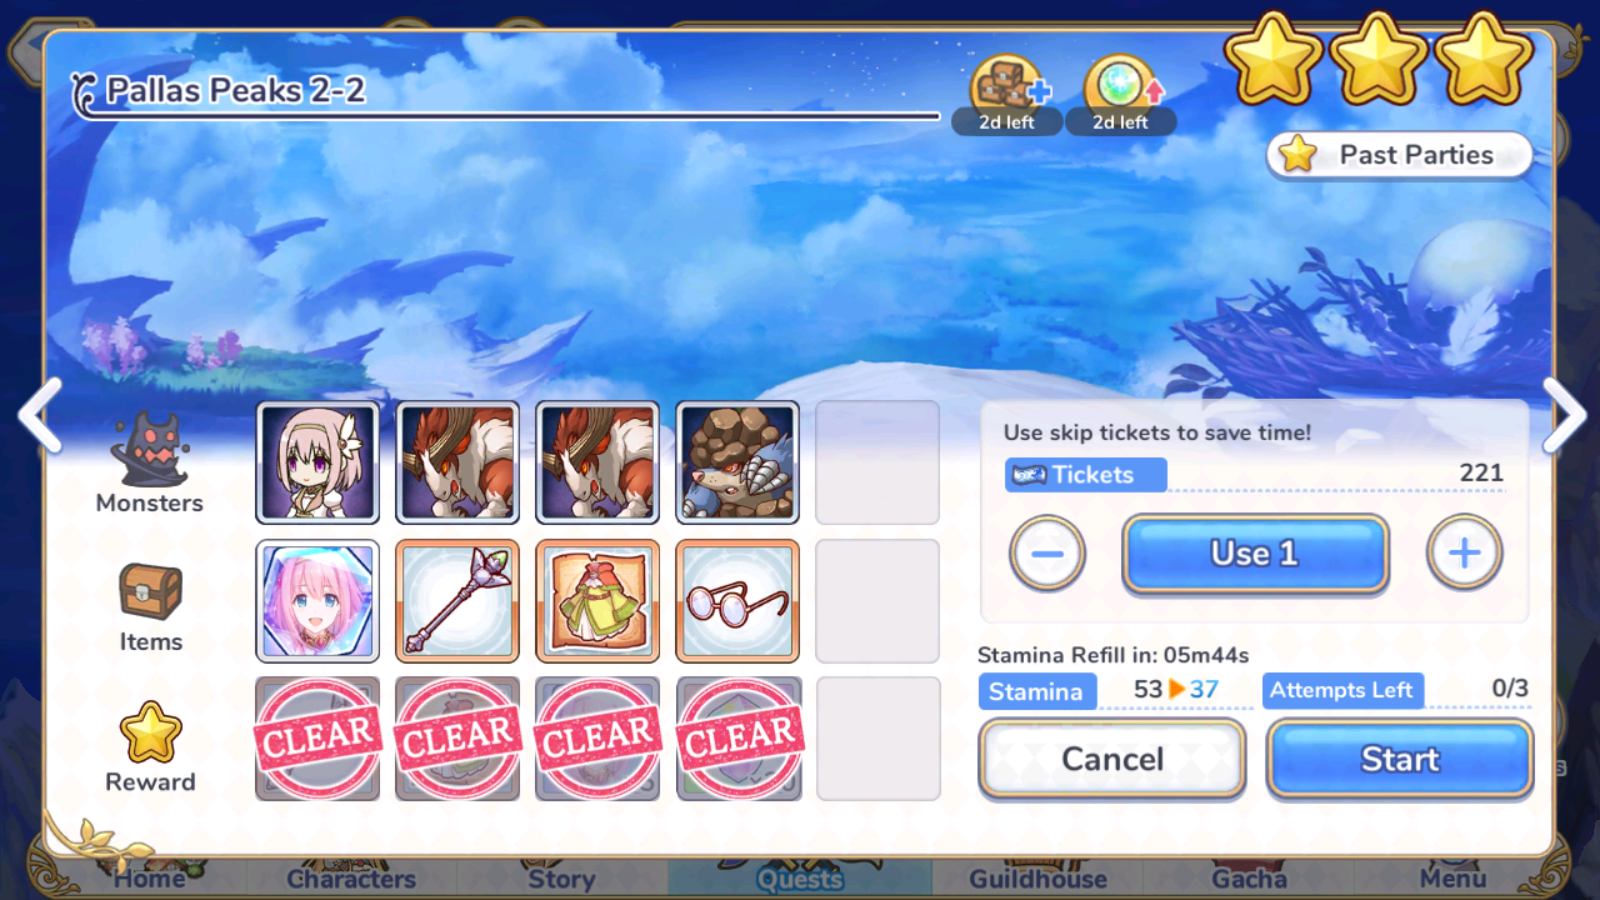 Pallas Peaks 2-2
2d left
2d left
Past Parties
Monsters
Use skip tickets to save time!
Tickets
221
Use 1
Items
Stamina Refill in: 05m44s
Stamina
53
37
Attempts Left
0/3
Reward
CLEAR
CLEAR
CLEAR
CLEAR
Cancel
Start
Home
Characters
Story
Quests
Guildhouse
Gacha
Menu